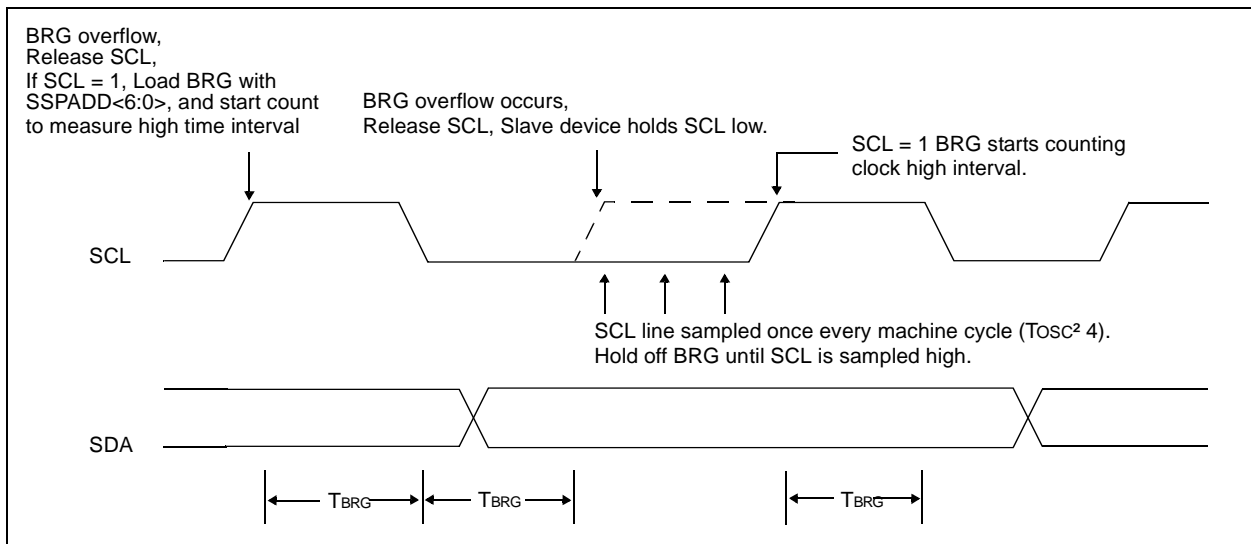 BRG overflow,
Release SCL,
If SCL = 1, Load BRG with
SSPADD<6:0>, and start count
to measure high time interval
BRG overflow occurs,
Release SCL, Slave device holds SCL low.
SCL = 1 BRG starts counting
clock high interval.
SCL
SCL line sampled once every machine cycle (TOSC² 4).
Hold off BRG until SCL is sampled high.
SDA
TBRG
TBRG
TBRG